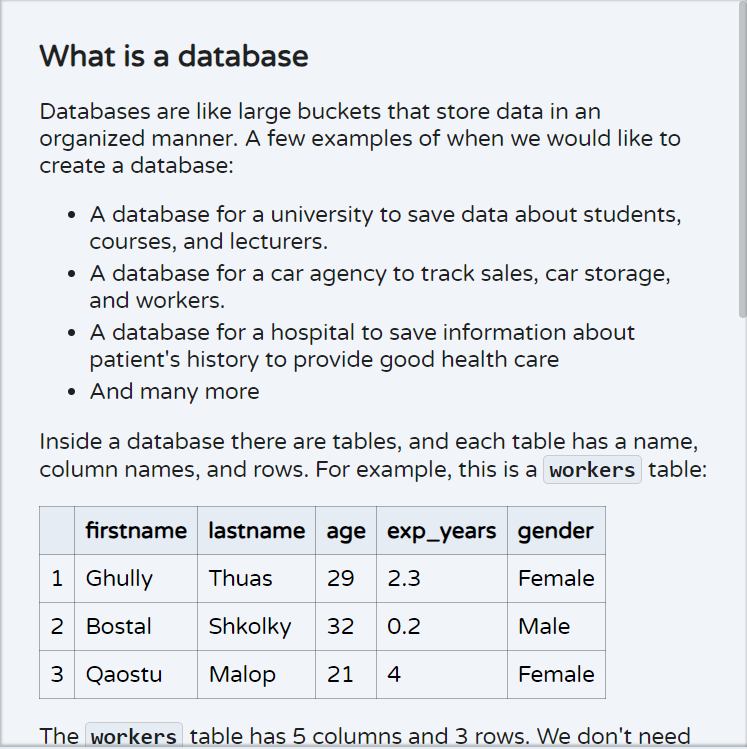 What is a database
Databases are like large buckets that store data in an
organized manner. A few examples of when we would like to
create a database:
• A database for a university to save data about students,
courses, and lecturers.
• A database for a car agency to track sales, car storage,
and workers.
• A database for a hospital to save information about
patient's history to provide good health care
• And many more
Inside a database there are tables, and each table has a name,
column names, and rows. For example, this is a workers table:
firstname lastname age exp_years gender
1 Ghully Thuas 29 2.3 Female
2 Bostal Shkolky 32 0.2 Male
3 Qaostu Malop 21 4 Female
The workers table has 5 columns and 3 rows. We don't need